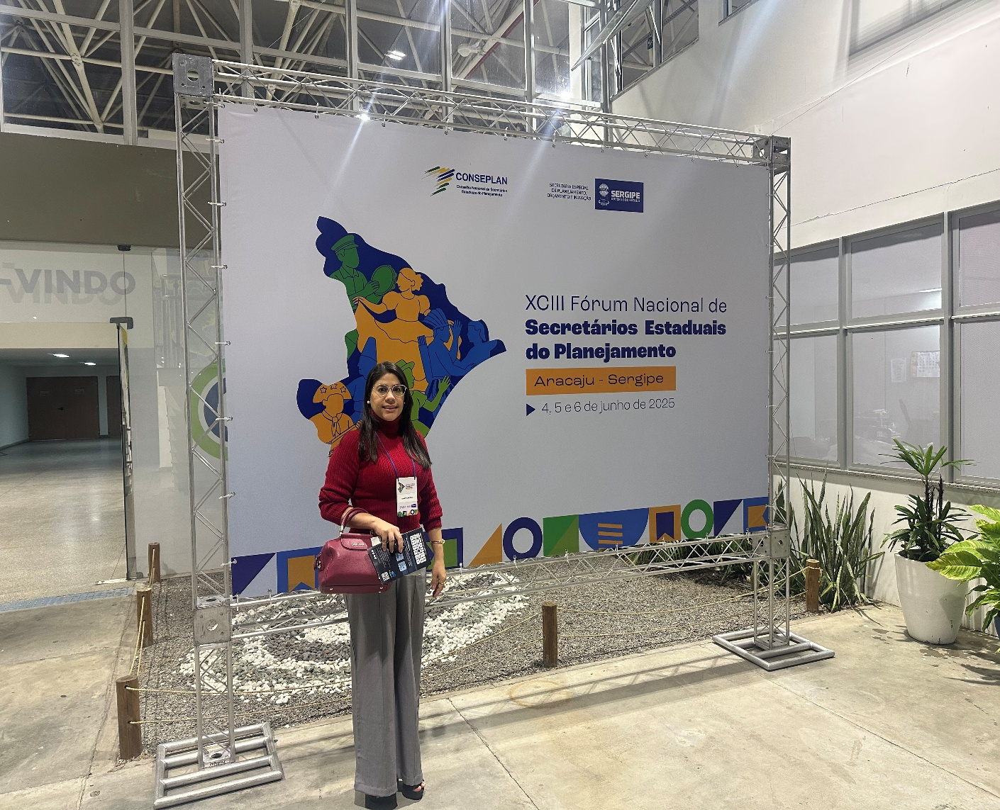 CONSEPLAN
Conselho Nacional de Secretários
Estaduais do Planejamento
SECRETARIA ESPECIAL
DE PLANEJAMENTO,
ORÇAMENTO E INOVAÇÃO
SERGIPE
GOVERNO DO ESTADO
VINDO
XCIII Fórum Nacional de
Secretários Estaduais
do Planejamento
Aracaju - Sergipe
4, 5 e 6 de junho de 2025